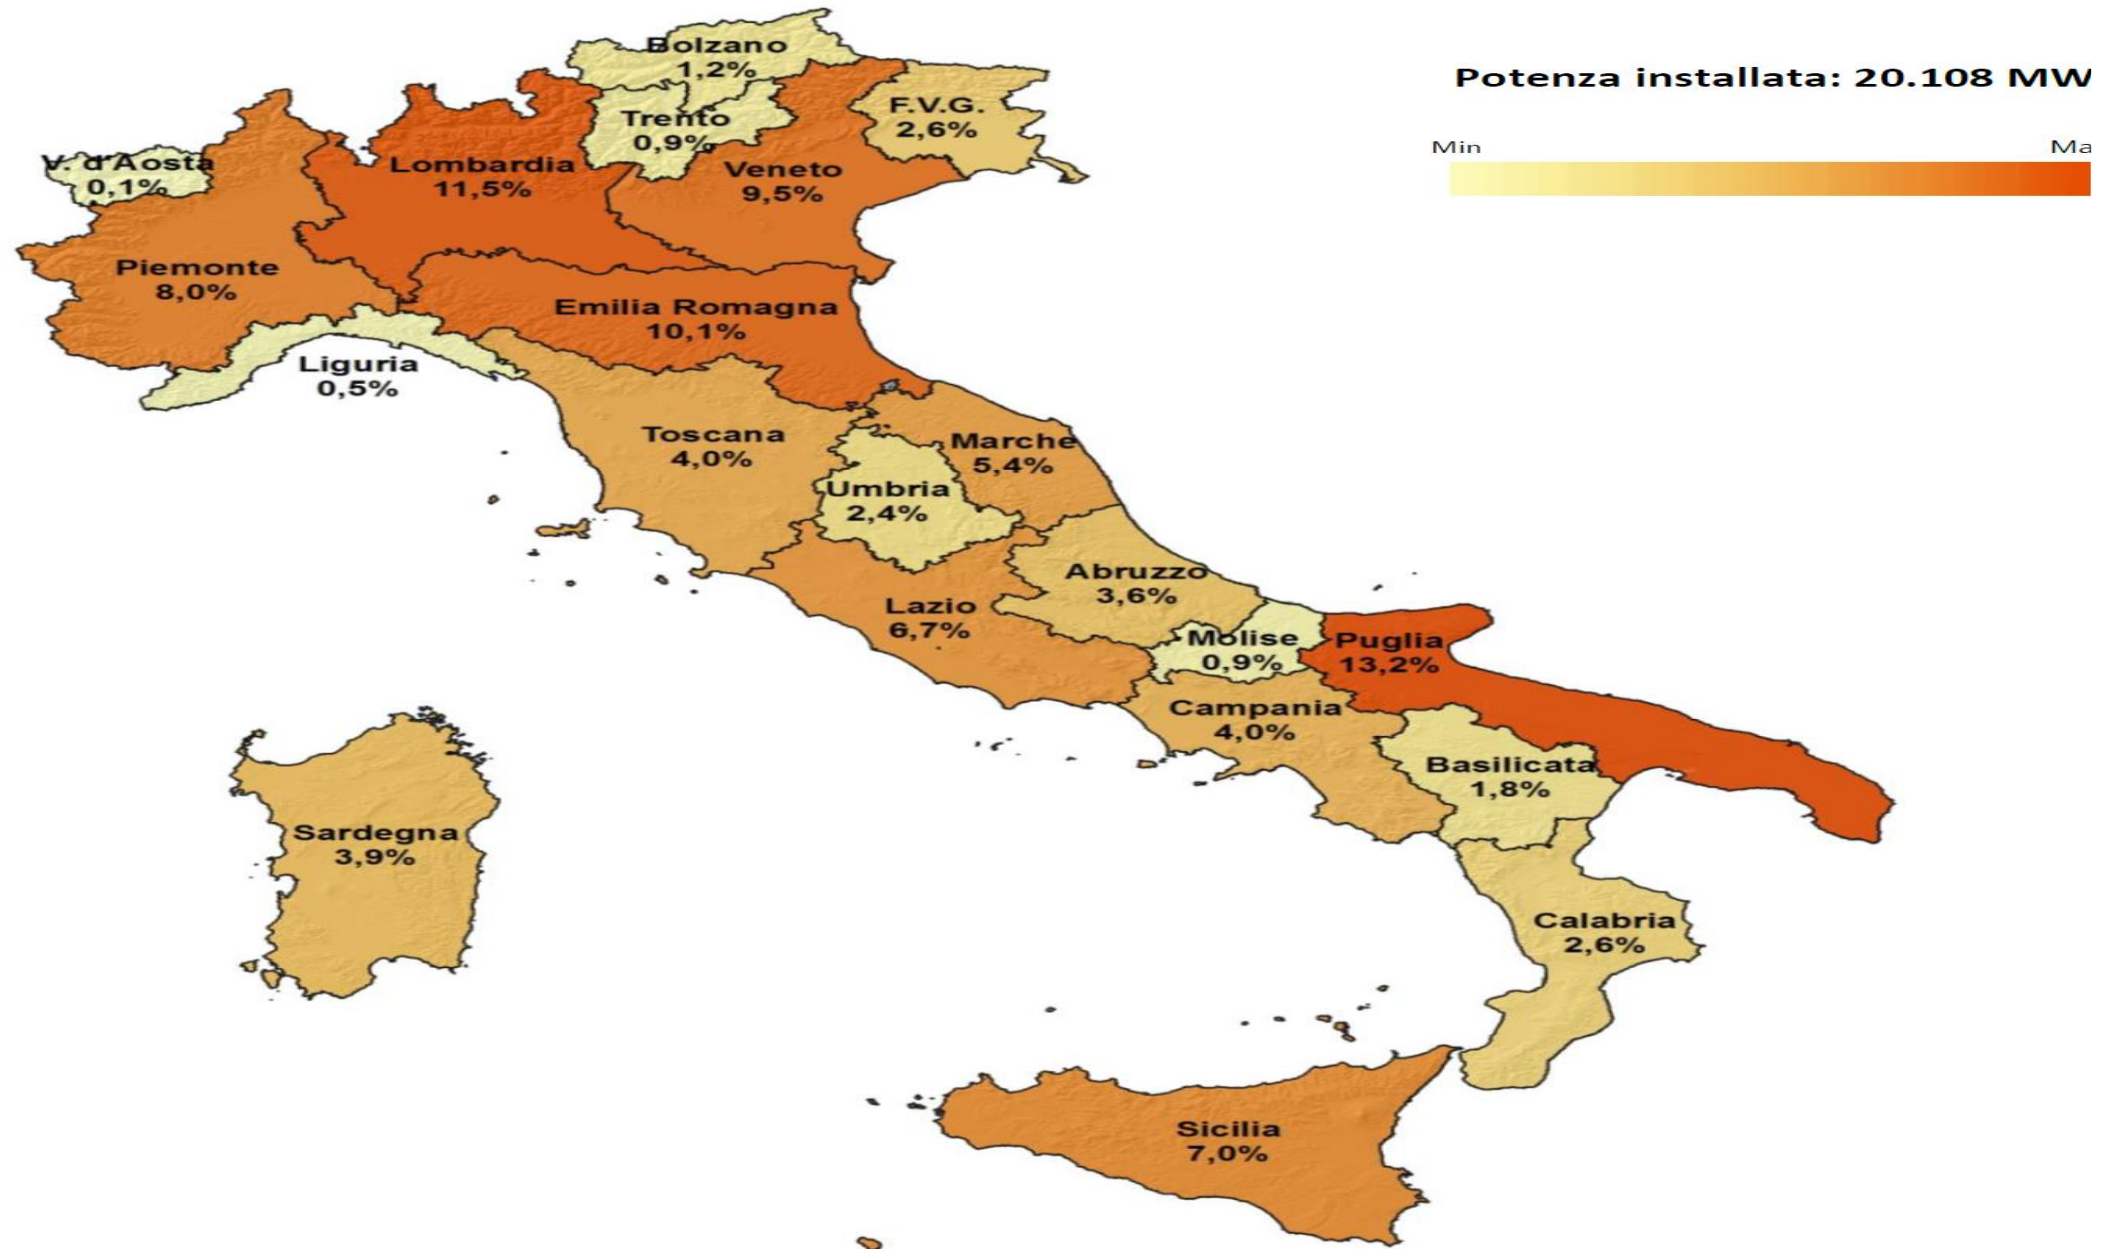 Bolzano
1,2%
Potenza installata: 20.108 MW
Trento
0,9%
F.V.G.
2,6%
Min
Ma
V. d'Aosta
0,1%
Lombardia
11,5%
Veneto
9,5%
Piemonte
8,0%
Emilia Romagna
10,1%
Liguria
0,5%
Toscana
4,0%
Marche
5,4%
Umbria
2,4%
Abruzzo
3,6%
Lazio
6,7%
Molise
0,9%
Puglia
13,2%
Campania
4,0%
Basilicata
1,8%
Sardegna
3,9%
Calabria
2,6%
Sicilia
7,0%